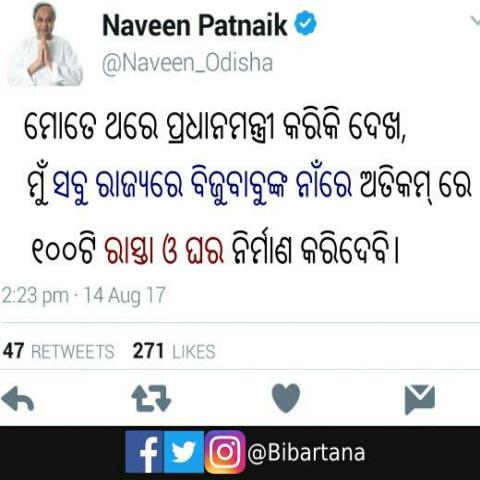 Naveen Patnaik
@Naveen_Odisha
ମୋତେ ଥରେ ପ୍ରଧାନମନ୍ତ୍ରୀ କରିକି ଦେଖ,
ମୁଁ ସବୁ ରାଜ୍ୟରେ ବିଜୁବାବୁଙ୍କ ନାଁରେ ଅତିକମ୍ ରେ
୧୦୦ଟି ରାସ୍ତା ଓ ଘର ନିର୍ମାଣ କରିଦେବି।
2:23 pm · 14 Aug 17
47 RETWEETS 271 LIKES
@Bibartana